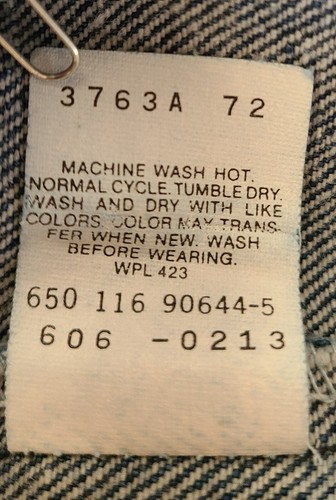 3763A 72
MACHINE WASH HOT.
NORMAL CYCLE. TUMBLE DRY.
WASH AND DRY WITH LIKE
COLORS. COLOR MAY TRANS-
FER WHEN NEW. WASH
BEFORE WEARING.
WPL 423
650 116 90644-5
606 -0213